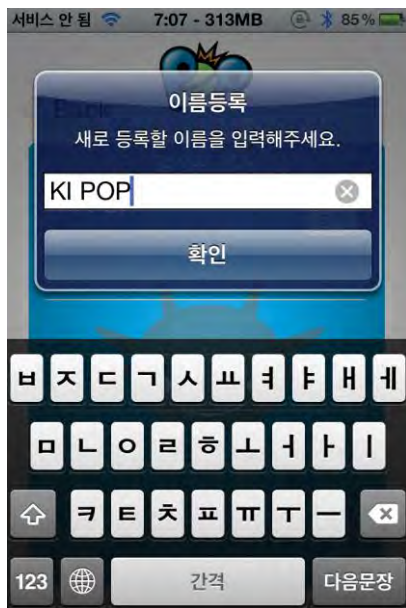 서비스 안 됨 7:07 - 313MB 85%
이름등록
새로 등록할 이름을 입력해주세요.
KI POP
확인
ㅂ ㅈ ㄷ ㄱ ㅅ ㅛ ㅕ ㅑ ㅐ ㅔ
ㅁ ㄴ ㅇ ㄹ ㅎ ㅗ ㅓ ㅏ ㅣ
ㅋ ㅌ ㅊ ㅍ ㅠ ㅜ ㅡ
123 간격 다음문장